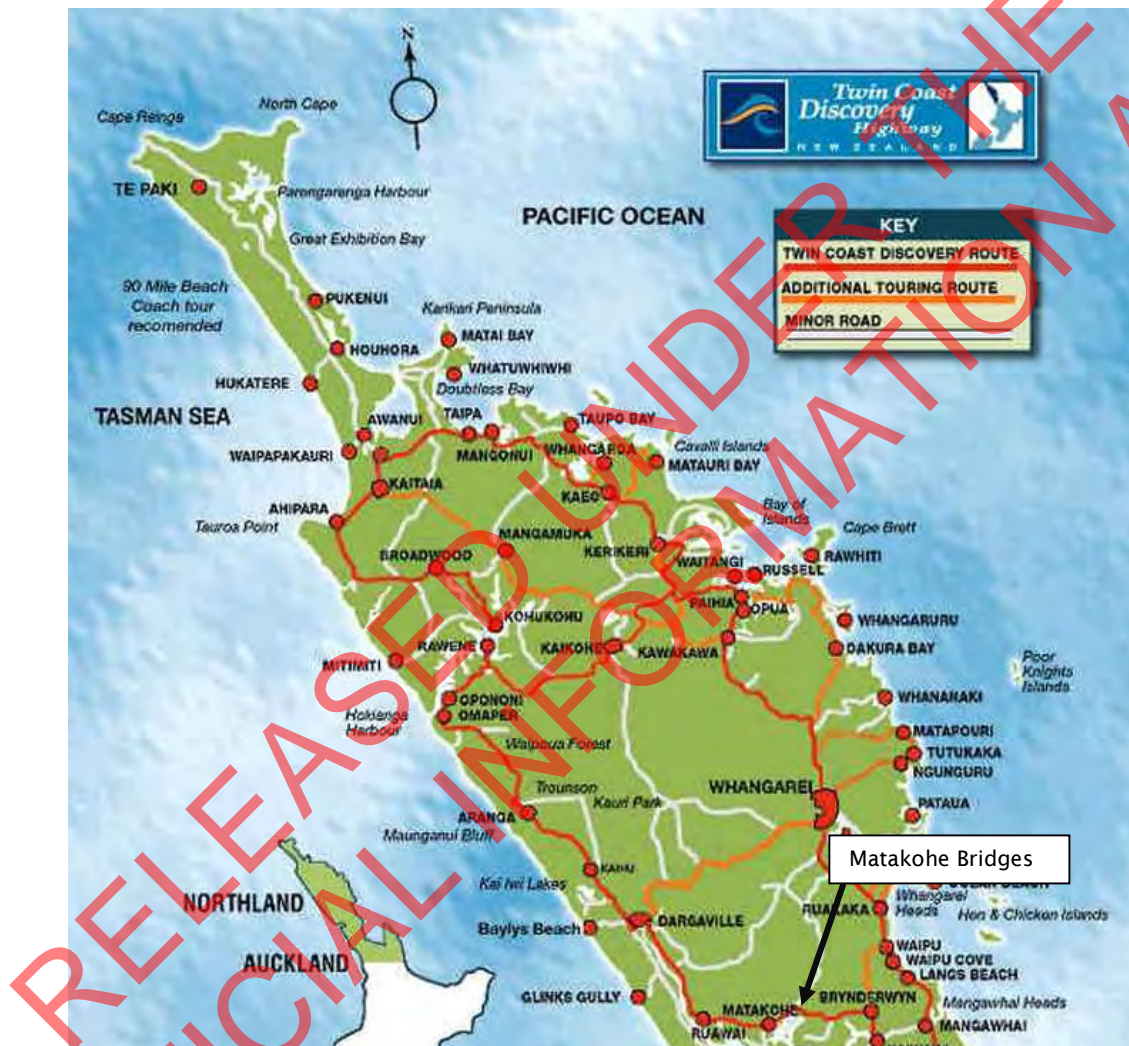 N
Twin Coast
Discovery
Highway
NEW ZEALAND
Cape Reinga
North Cape
TE PAKI
Parengarenga Harbour
PACIFIC OCEAN
KEY
TWIN COAST DISCOVERY ROUTE
ADDITIONAL TOURING ROUTE
MINOR ROAD
Great Exhibition Bay
90 Mile Beach
Coach tour
recomended
PUKENUI
Karikari Peninsula
MATAI BAY
HOUHORA
WHATUWHIWHI
HUKATERE
Doubtless Bay
TASMAN SEA
AWANUI
TAIPA
TAUPO BAY
WAIPAPAKAURI
MANGONUI
WHANGAROA
Cavalli Islands
MATAURI BAY
KAITAIA
KAEO
AHIPARA
Tauroa Point
Bay of
Islands
Cape Brett
MANGAMUKA
KERIKERI
BROADWOOD
WAITANGI
RUSSELL
RAWHITI
PAIHIA
OPUA
KOHUKOHU
WHANGARURU
RAWENE
KAIKOHE
KAWAKAWA
OAKURA BAY
MITIMITI
Poor
Knights
Islands
OPONONI
OMAPER
WHANANAKI
Hokianga
Harbour
MATAPOURI
Waipoua Forest
TUTUKAKA
NGUNGURU
Trounson
Kauri Park
WHANGAREI
ARANGA
PATAUA
Maunganui Bluff
Matakohe Bridges
KAIHU
Kai Iwi Lakes
OCEAN BEACH
NORTHLAND
RUAKAKA
Whangarei
Heads
Hen & Chicken Islands
DARGAVILLE
Baylys Beach
WAIPU
WAIPU COVE
AUCKLAND
LANGS BEACH
GLINKS GULLY
MATAKOHE
BRYNDERWYN
Mangawhai Heads
RUAWAI
MANGAWHAI
RELEASED UNDER THE
OFFICIAL INFORMATION A